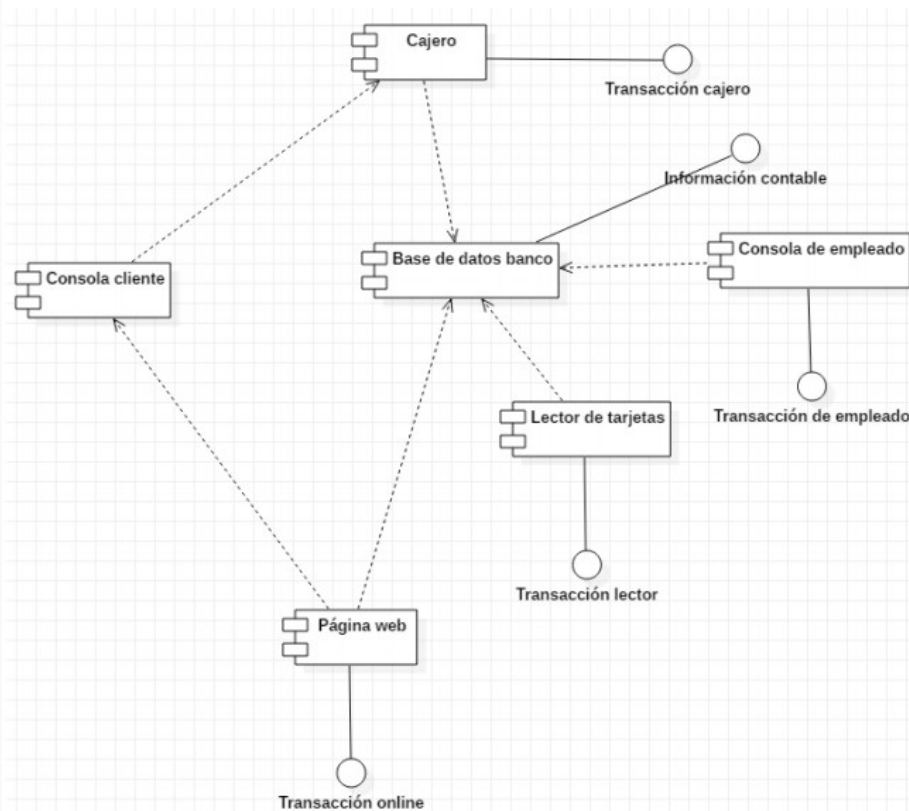 Cajero
Transacción cajero
Información contable
Consola de empleado
Base de datos banco
Consola cliente
Transacción de empleado
Lector de tarjetas
Transacción lector
Página web
Transacción online